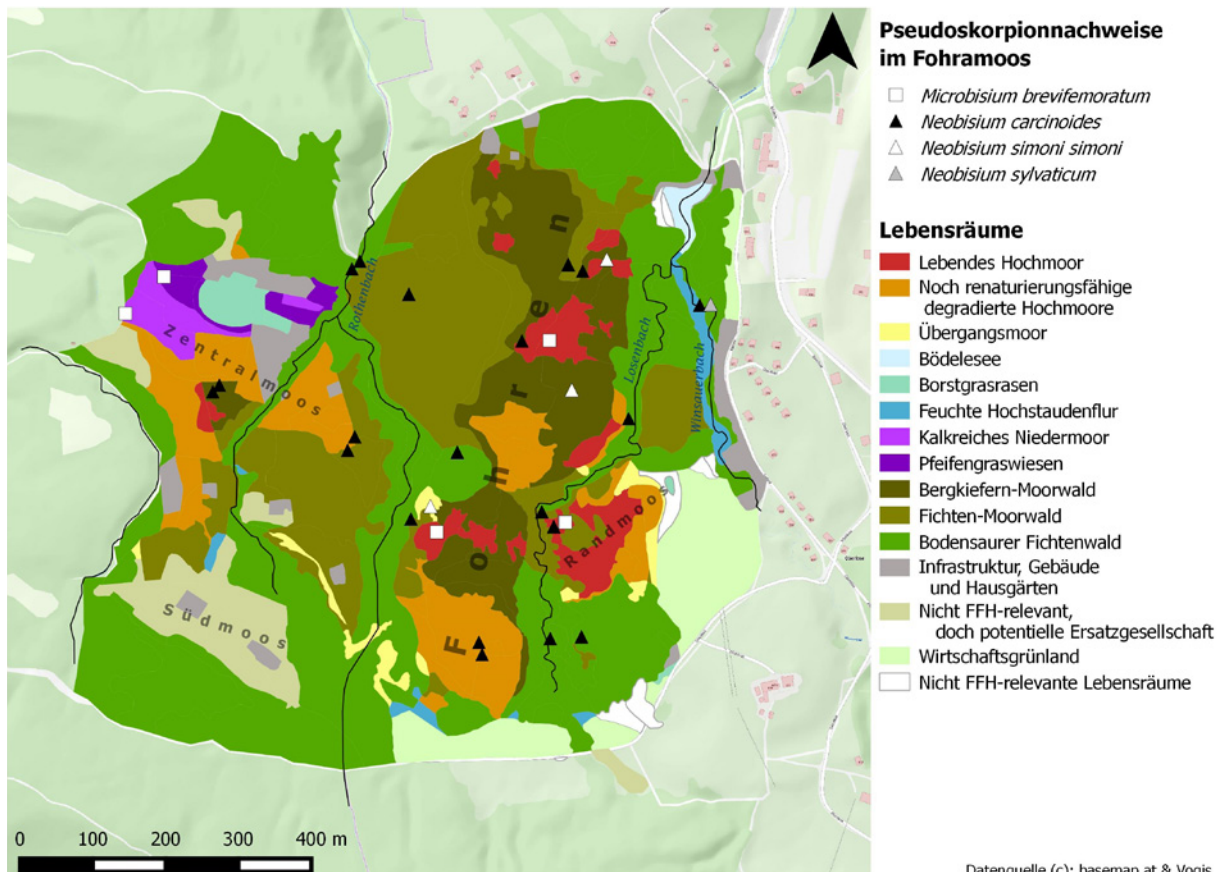 Pseudoskorpionnachweise
im Fohramoos
Microbisium brevifemoratum
Neobisium carcinoides
Neobisium simoni simoni
Neobisium sylvaticum
Lebensräume
Lebendes Hochmoor
Noch renaturierungsfähige
degradierte Hochmoore
Übergangsmoor
Bödelesee
Borstgrasrasen
Feuchte Hochstaudenflur
Kalkreiches Niedermoor
Pfeifengraswiesen
Bergkiefern-Moorwald
Fichten-Moorwald
Bodensaurer Fichtenwald
Infrastruktur, Gebäude
und Hausgärten
Nicht FFH-relevant,
doch potentielle Ersatzgesellschaft
Wirtschaftsgrünland
Nicht FFH-relevante Lebensräume
Rothenbach
Losenbach
Winsauerbach
Zentralmoos
Fohren
Randmoos
Südmoos
0 100 200 300 400 m
Datenquelle (c): basemap.at & Vogis